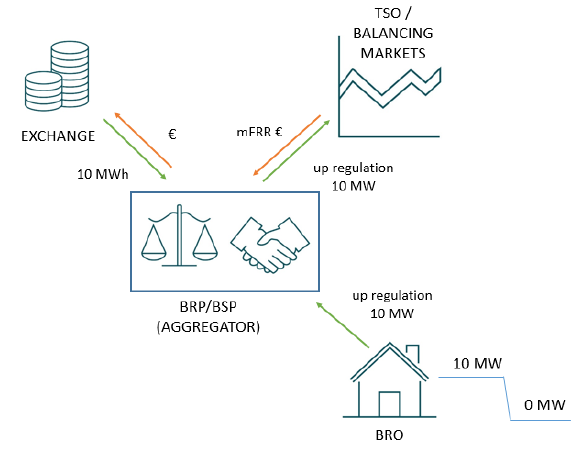 TSO /
BALANCING
MARKETS
EXCHANGE
€
mFRR €
10 MWh
up regulation
10 MW
BRP/BSP
(AGGREGATOR)
up regulation
10 MW
10 MW
0 MW
BRO